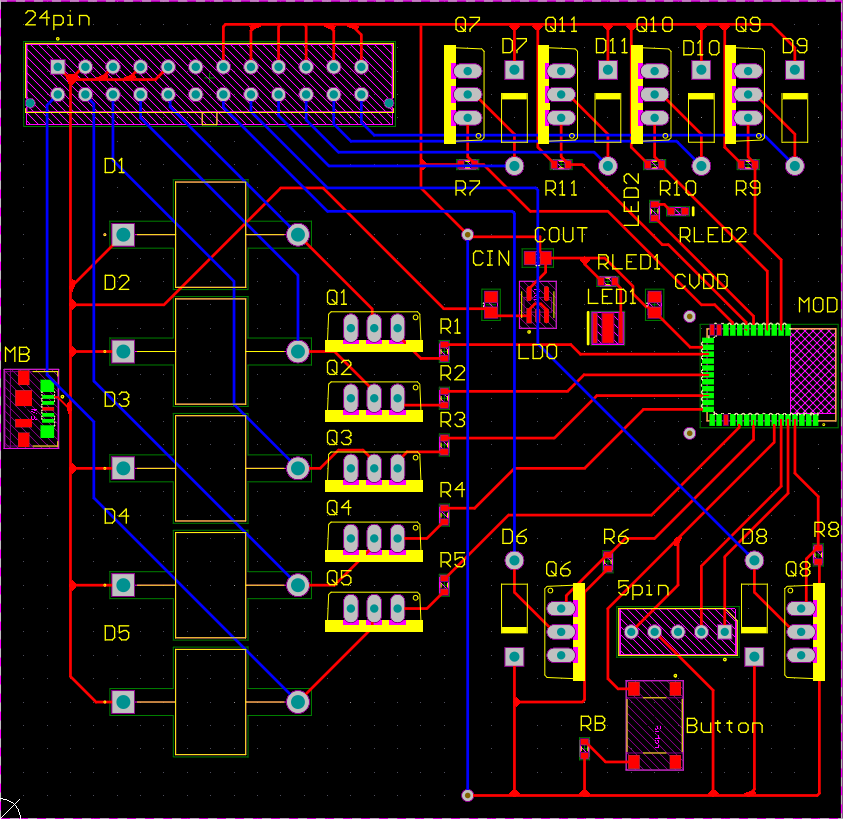 24pin
Q7 Q11 Q10 Q9
D7 D11 D10 D9
D1
R7 R11 R10 R9
LED2
RLED2
COUT
CIN
RLED1
D2
CVDD
LED1
MOD
Q1
R1
LDO
MB
Q2
R2
D3
R3
Q3
R4
Q4
D4
R5
Q5
D6
R6
D8
R8
Q6
Q8
5pin
D5
RB
Button